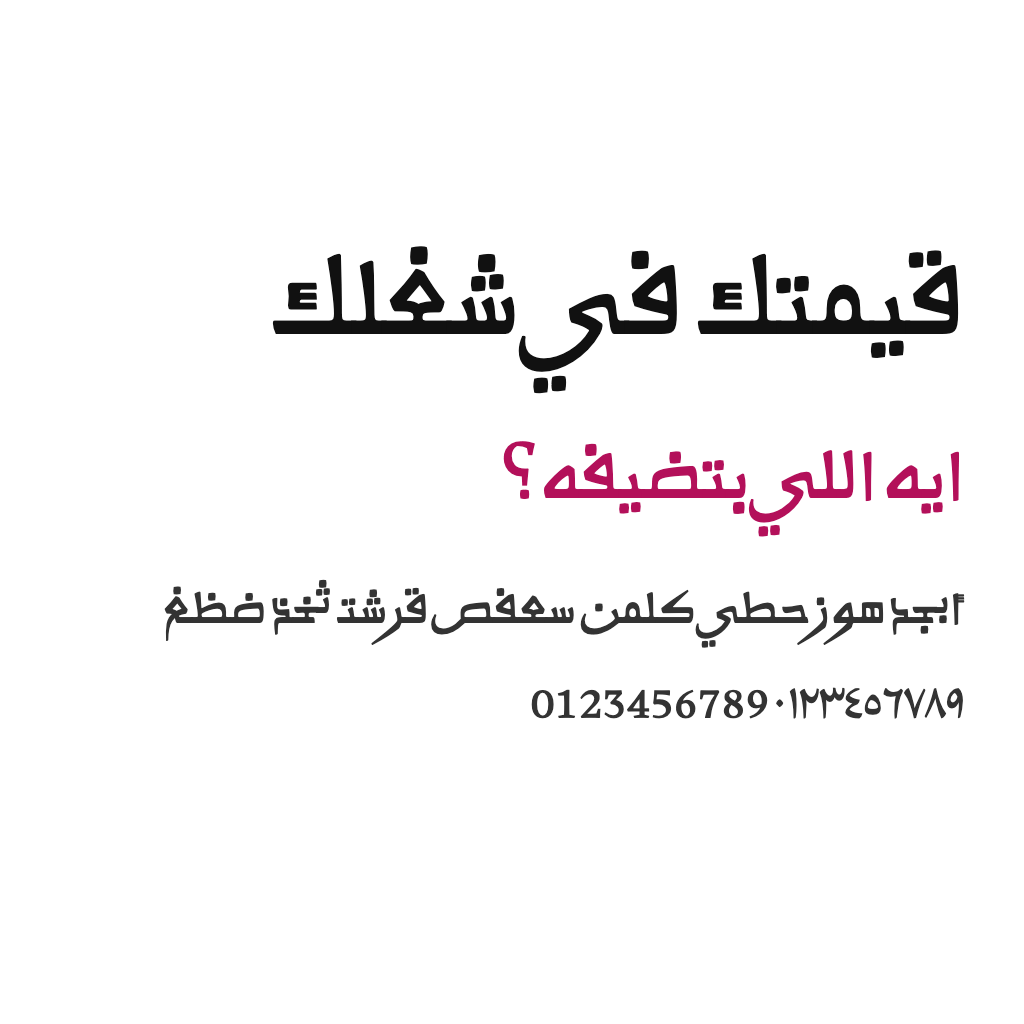 قيمتك في شغلك
ايه اللي بتضيفه ؟
أبجد هوز حطي كلمن سعفص قرشت ثخذ ضظغ
0123456789 ٠١٢٣٤٥٦٧٨٩